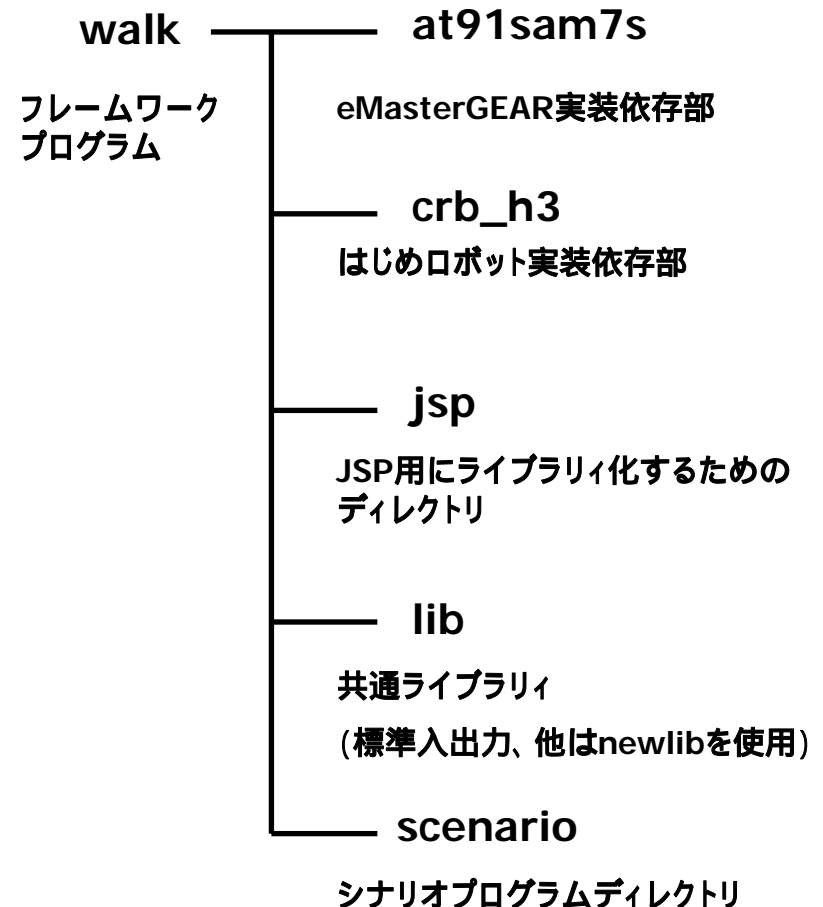 walk
at91sam7s
フレームワーク
プログラム
eMasterGEAR実装依存部
crb_h3
はじめロボット実装依存部
jsp
JSP用にライブラリィ化するための
ディレクトリ
lib
共通ライブラリィ
(標準入出力、他はnewlibを使用)
scenario
シナリオプログラムディレクトリ